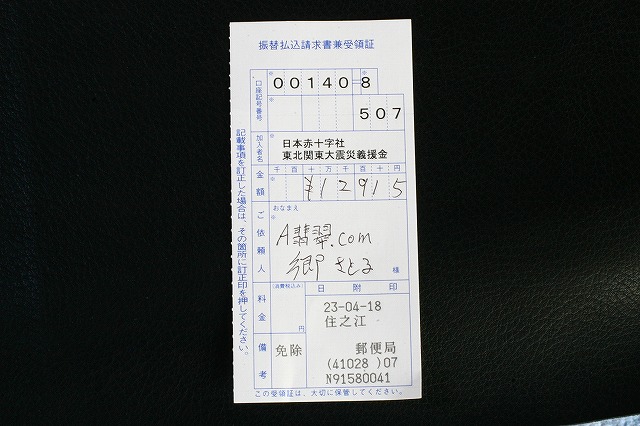 振替払込請求書兼受領証
口座記号番号
※
00140-8
※
507
加入者名
※
日本赤十字社
東北関東大震災義援金
金額
千 百 十 万 千 百 十 円
※
¥12915
ご依頼人
おなまえ
※
A翡翠.com
郷 さとる
様
料金
(消費税込み)
円
日附印
23-04-18
住之江
備考
免除
郵便局
(41028 )07
N91580041
この受領証は、大切に保管してください。
記載事項を訂正した場合は、その箇所に訂正印を押してください。